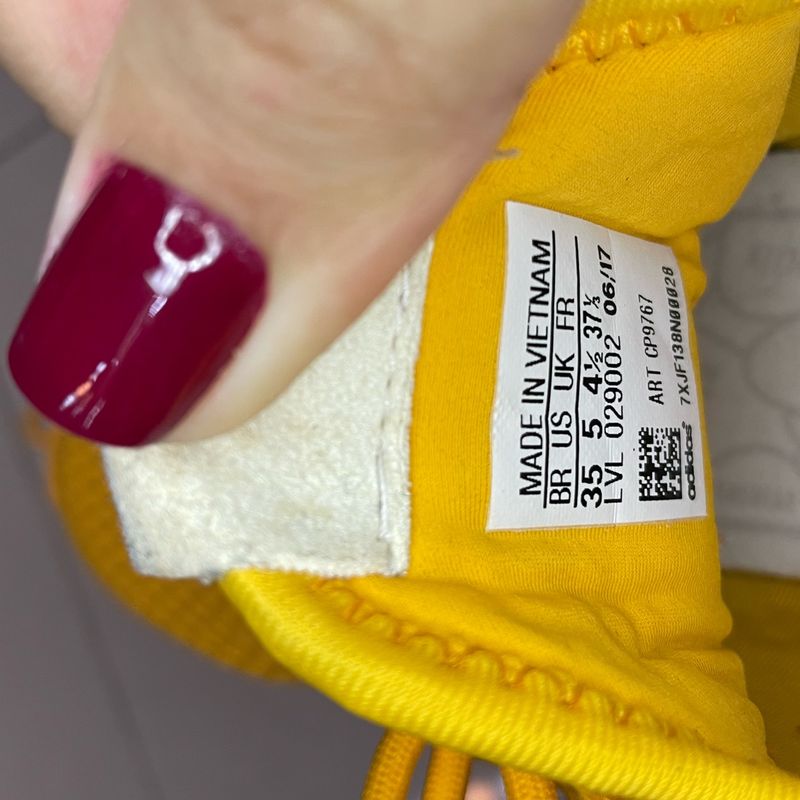 MADE IN VIETNAM
BR US UK FR
35 5 4½ 37⅓
LVL 029002 06/17
ART CP9767
7XJF138N00028
adidas